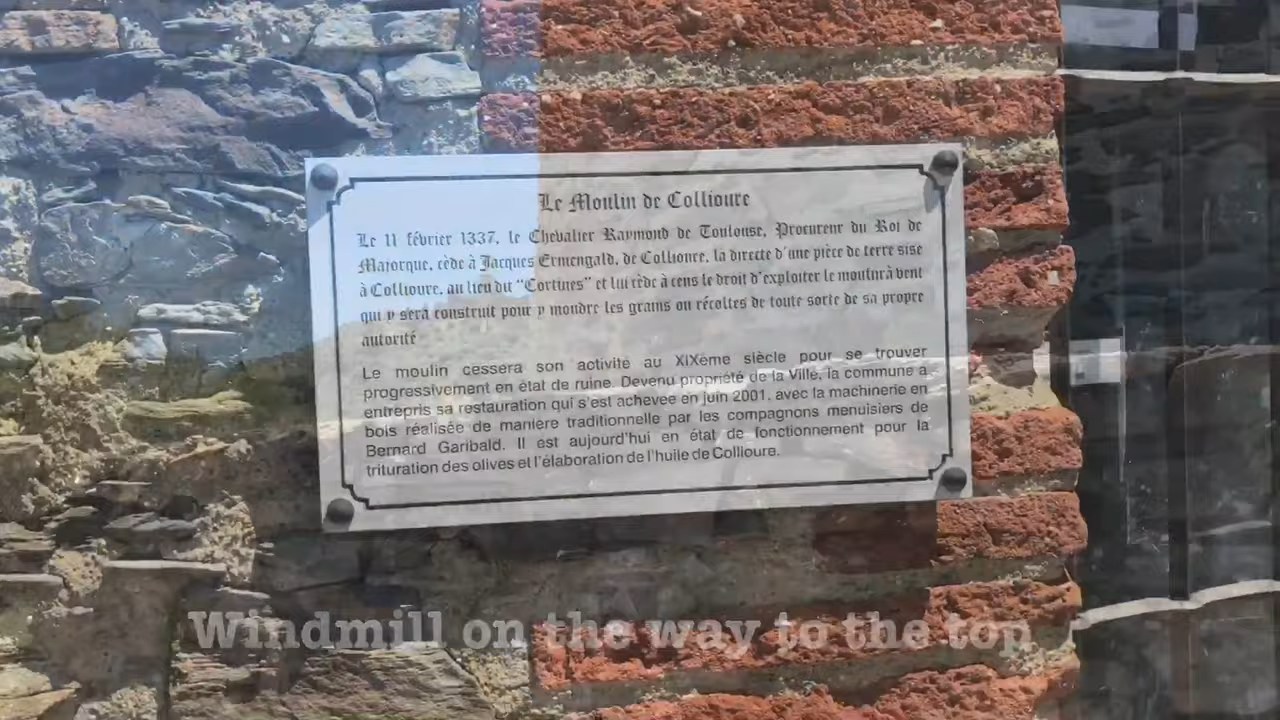 Le Moulin de Collioure
Le 11 février 1337, le Chevalier Raymond de Toulouse, Procureur du Roi de
Majorque, cède à Jacques Ermengald, de Collioure, la directe d'une pièce de terre sise
à Collioure, au lieu du "Cortines" et lui cède à cens le droit d'exploiter le moulin à vent
qui y sera construit pour y moudre les grains ou récoltes de toute sorte de sa propre
autorité
Le moulin cessera son activité au XIXème siècle pour se trouver
progressivement en état de ruine. Devenu propriété de la Ville, la commune a
entrepris sa restauration qui s'est achevée en juin 2001, avec la machinerie en
bois réalisée de manière traditionnelle par les compagnons menuisiers de
Bernard Garibald. Il est aujourd'hui en état de fonctionnement pour la
trituration des olives et l'élaboration de l'huile de Collioure.
Windmill on the way to the top